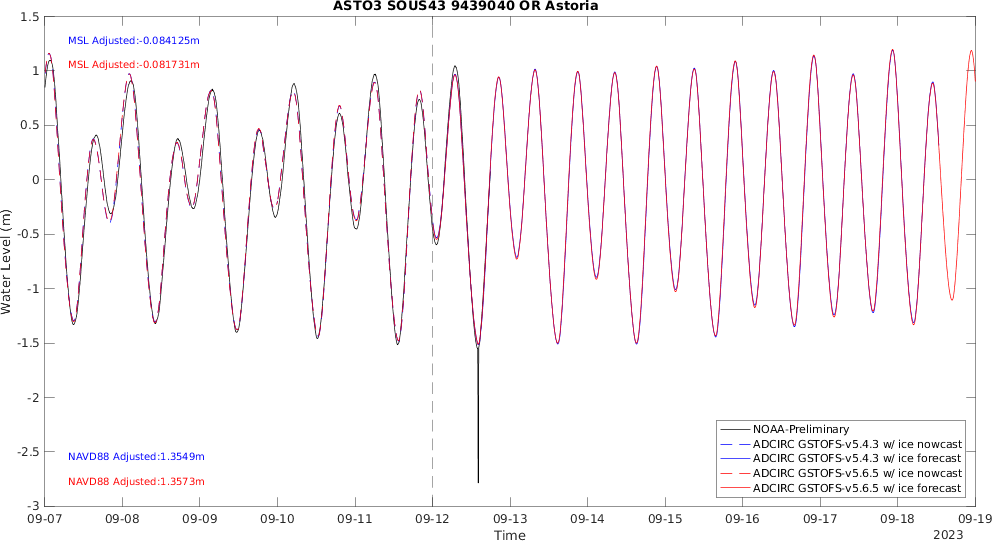 ASTO3 SOUS43 9439040 OR Astoria
1.5
MSL Adjusted:-0.084125m
MSL Adjusted:-0.081731m
1
0.5
0
-0.5
-1
-1.5
-2
-2.5
-3
Water Level (m)
NAVD88 Adjusted:1.3549m
NAVD88 Adjusted:1.3573m
NOAA-Preliminary
ADCIRC GSTOFS-v5.4.3 w/ ice nowcast
ADCIRC GSTOFS-v5.4.3 w/ ice forecast
ADCIRC GSTOFS-v5.6.5 w/ ice nowcast
ADCIRC GSTOFS-v5.6.5 w/ ice forecast
09-07 09-08 09-09 09-10 09-11 09-12 09-13 09-14 09-15 09-16 09-17 09-18 09-19
Time
2023